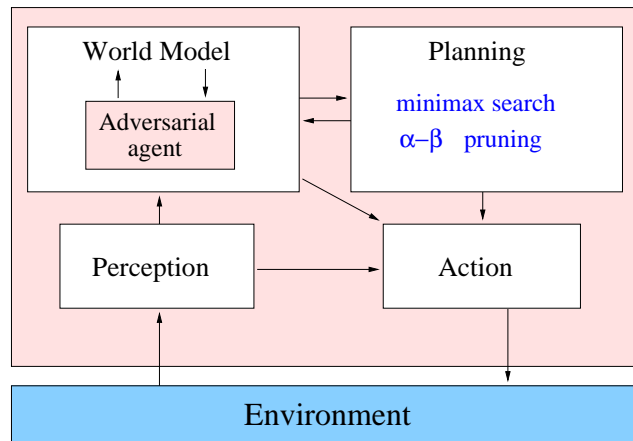 World Model
Adversarial
agent
Planning
minimax search
α−β pruning
Perception
Action
Environment